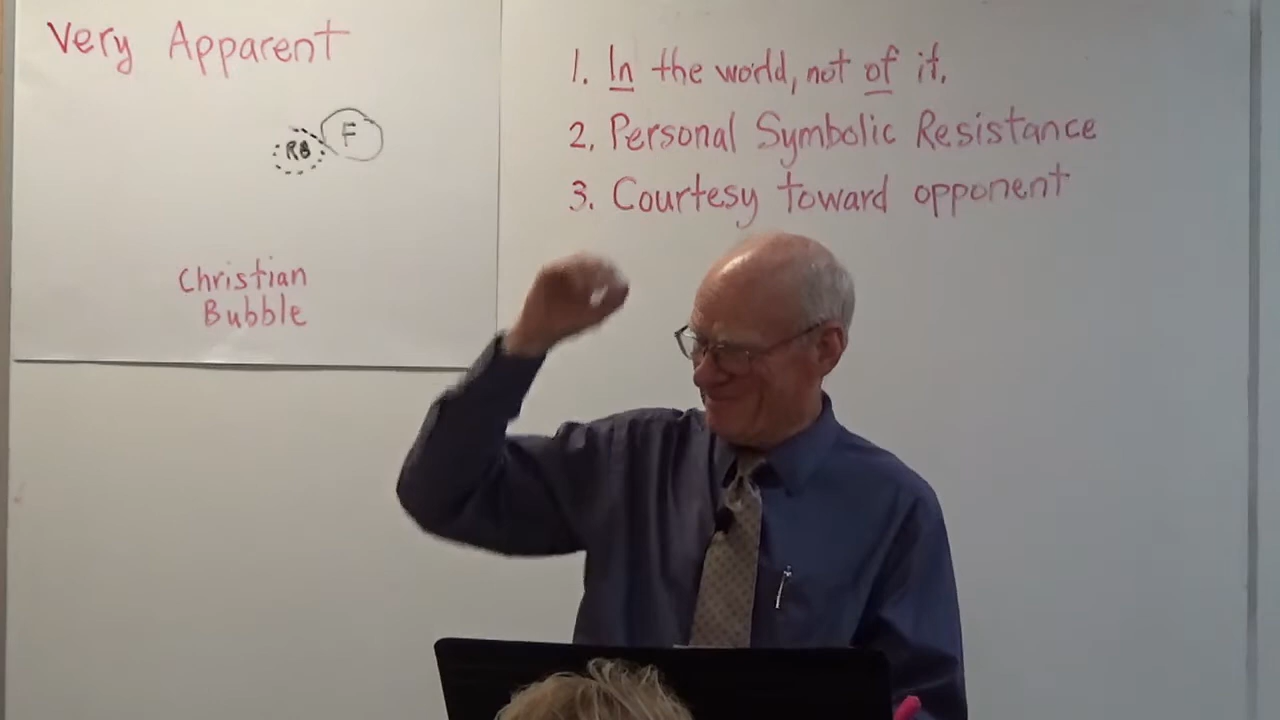 Very Apparent
F
RB
Christian
Bubble
1. In the world, not of it.
2. Personal Symbolic Resistance
3. Courtesy toward opponent